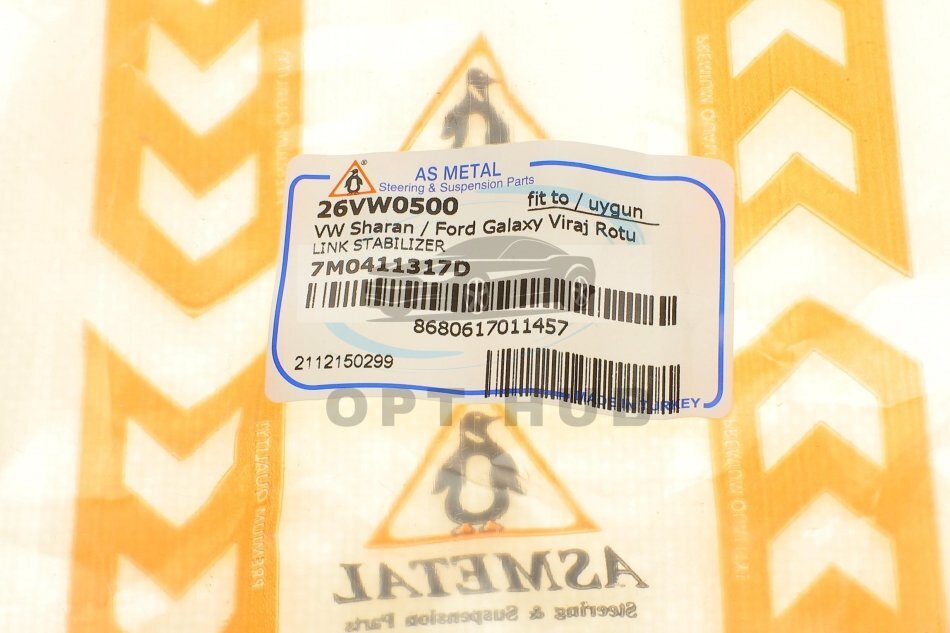 AS METAL
Steering & Suspension Parts
26VW0500
fit to / uygun
VW Sharan / Ford Galaxy Viraj Rotu
LINK STABILIZER
7M0411317D
8680617011457
2112150299
MADE IN TURKEY
OPT HUB
ASMETAL
Steering & Suspension Parts